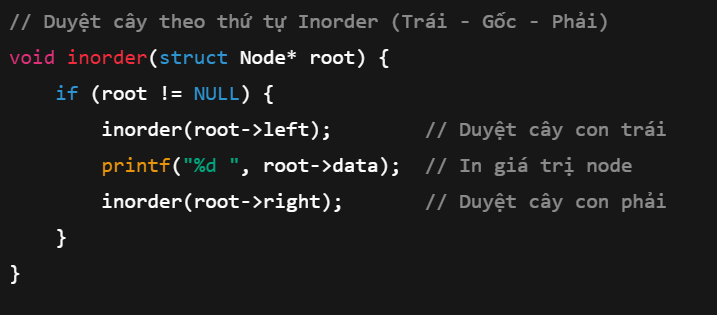 // Duyệt cây theo thứ tự Inorder (Trái - Gốc - Phải)
void inorder(struct Node* root) {
    if (root != NULL) {
        inorder(root->left);        // Duyệt cây con trái
        printf("%d ", root->data);  // In giá trị node
        inorder(root->right);       // Duyệt cây con phải
    }
}